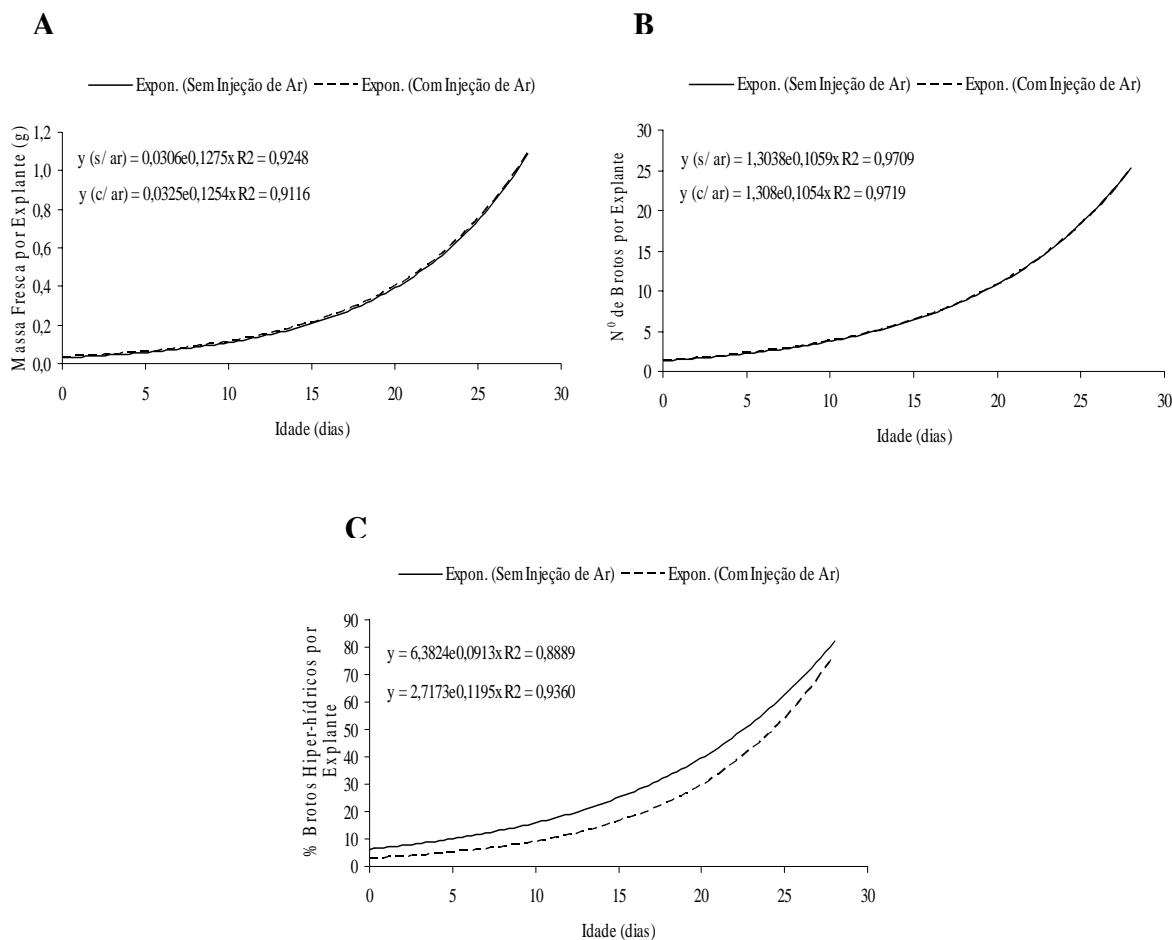 A
Expon. (Sem Injeção de Ar) Expon. (Com Injeção de Ar)
Massa Fresca por Explante (g)
1,2
1,0
0,8
0,6
0,4
0,2
0,0
y (s/ ar) = 0,0306e0,1275x R2 = 0,9248
y (c/ ar) = 0,0325e0,1254x R2 = 0,9116
0 5 10 15 20 25 30
Idade (dias)
B
Expon. (Sem Injeção de Ar) Expon. (Com Injeção de Ar)
N0 de Brotos por Explante
30
25
20
15
10
5
0
y (s/ ar) = 1,3038e0,1059x R2 = 0,9709
y (c/ ar) = 1,308e0,1054x R2 = 0,9719
0 5 10 15 20 25 30
Idade (dias)
C
Expon. (Sem Injeção de Ar) Expon. (Com Injeção de Ar)
% Brotos Hiper-hídricos por
Explante
90
80
70
60
50
40
30
20
10
0
y = 6,3824e0,0913x R2 = 0,8889
y = 2,7173e0,1195x R2 = 0,9360
0 5 10 15 20 25 30
Idade (dias)